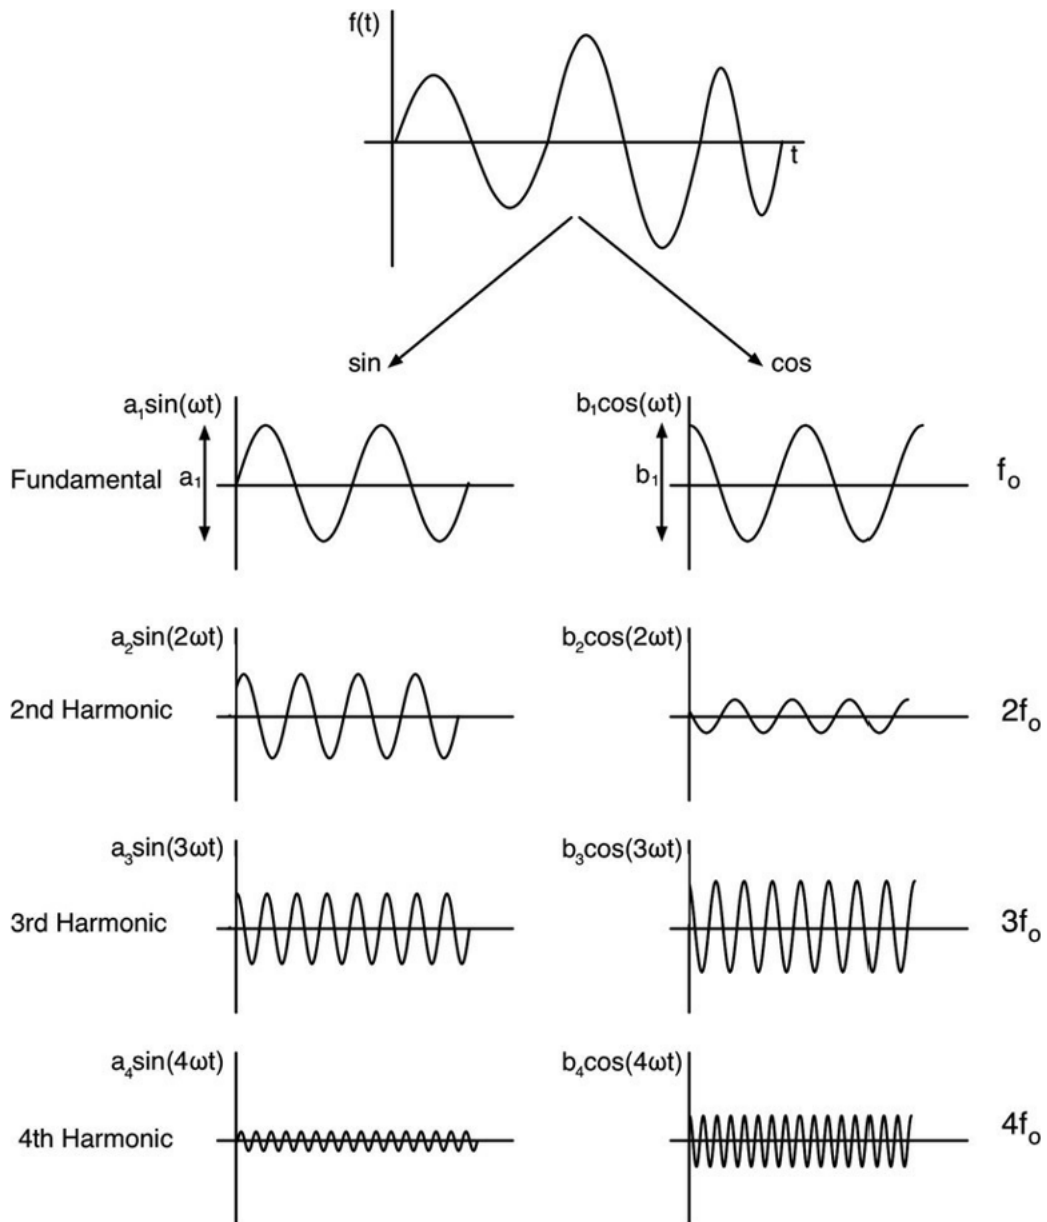 f(t)
t
sin cos
a₁sin(ωt) b₁cos(ωt)
Fundamental a₁ b₁ fₒ
a₂sin(2ωt) b₂cos(2ωt)
2nd Harmonic 2fₒ
a₃sin(3ωt) b₃cos(3ωt)
3rd Harmonic 3fₒ
a₄sin(4ωt) b₄cos(4ωt)
4th Harmonic 4fₒ